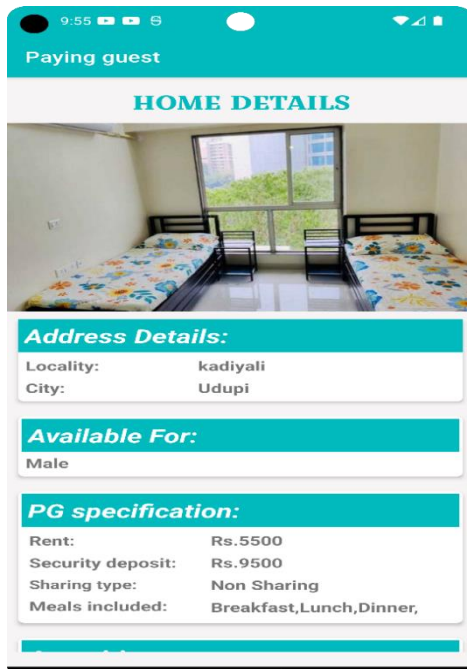 9:55
Paying guest
HOME DETAILS
Address Details:
Locality: kadiyali
City: Udupi
Available For:
Male
PG specification:
Rent: Rs.5500
Security deposit: Rs.9500
Sharing type: Non Sharing
Meals included: Breakfast,Lunch,Dinner,